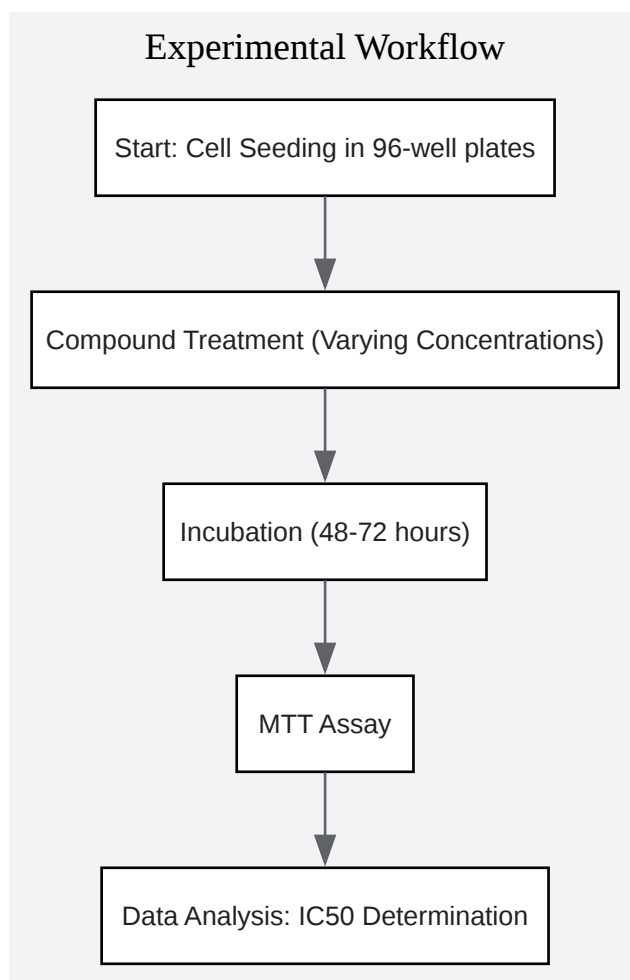 Experimental Workflow
Start: Cell Seeding in 96-well plates
Compound Treatment (Varying Concentrations)
Incubation (48-72 hours)
MTT Assay
Data Analysis: IC50 Determination